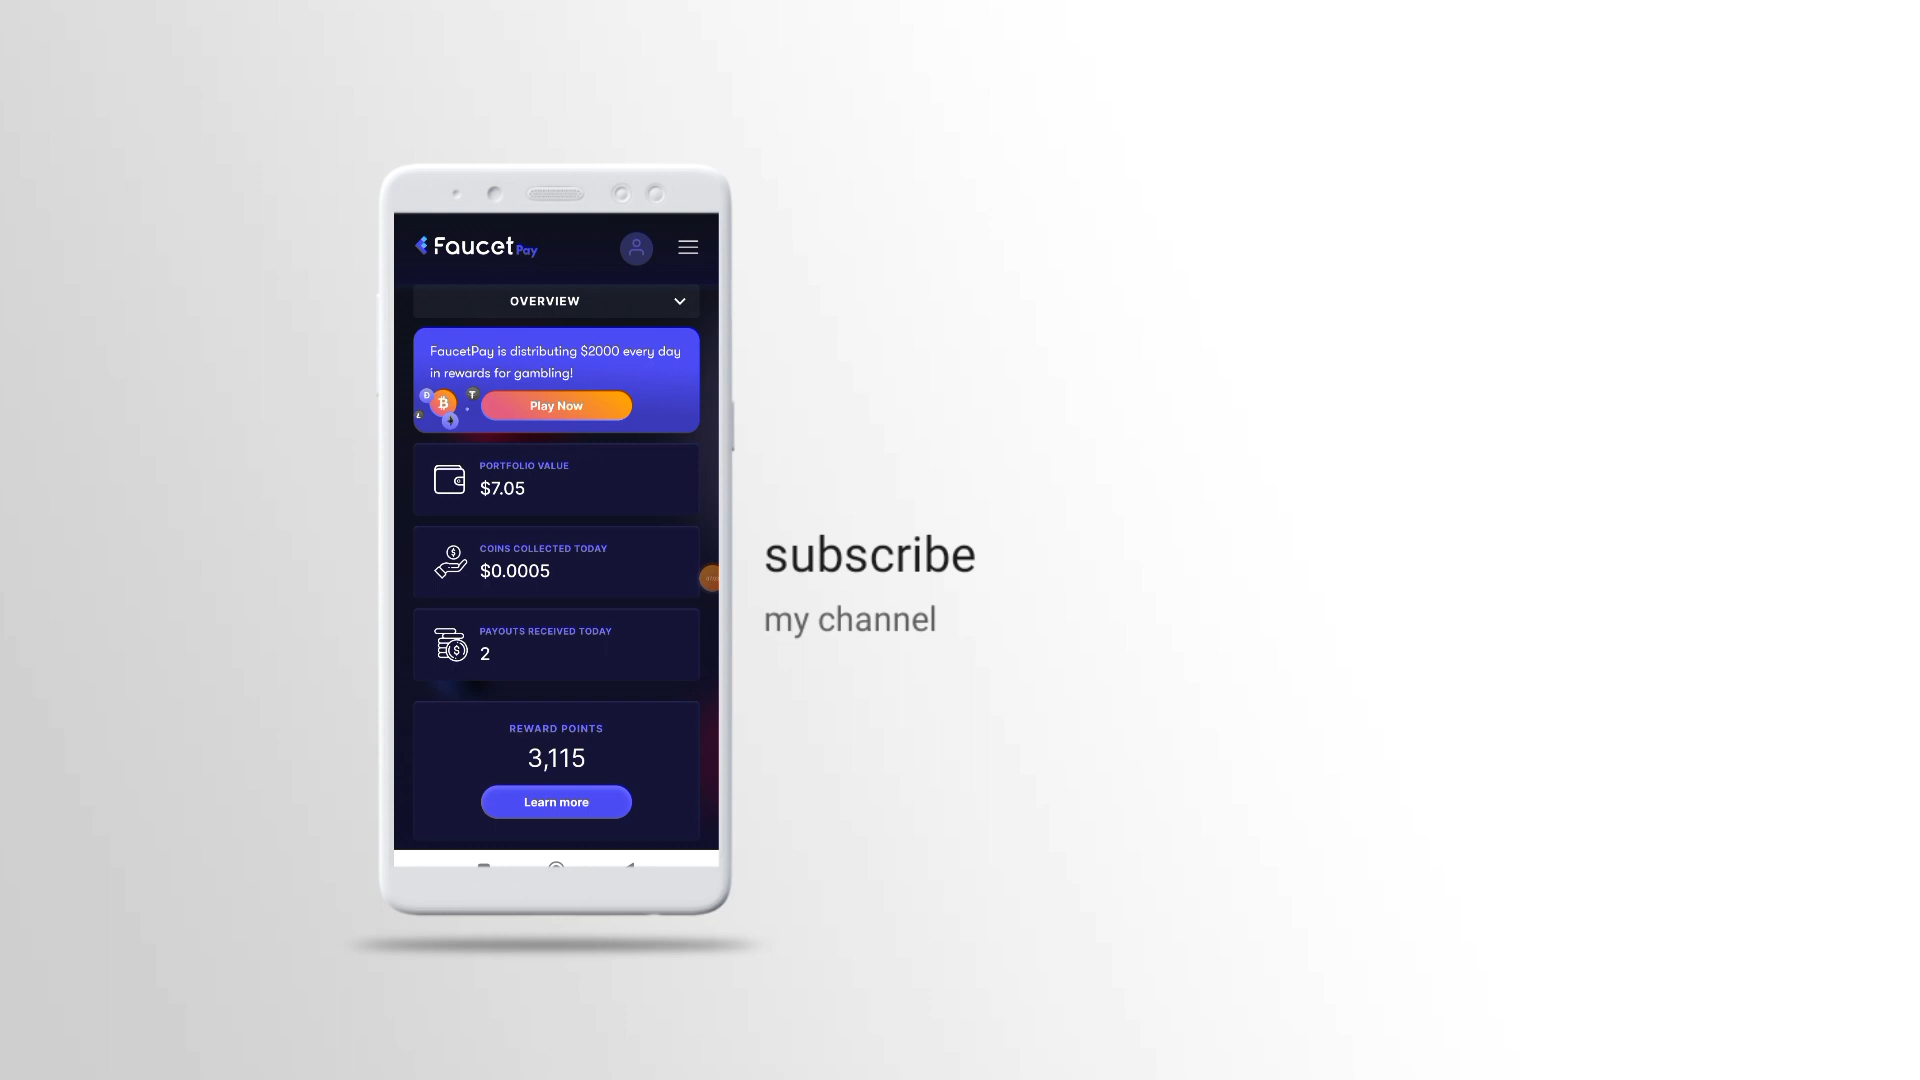 Faucet Pay
OVERVIEW
FaucetPay is distributing $2000 every day
in rewards for gambling!
Play Now
PORTFOLIO VALUE
$7.05
COINS COLLECTED TODAY
$0.0005
PAYOUTS RECEIVED TODAY
2
REWARD POINTS
3,115
Learn more
subscribe
my channel